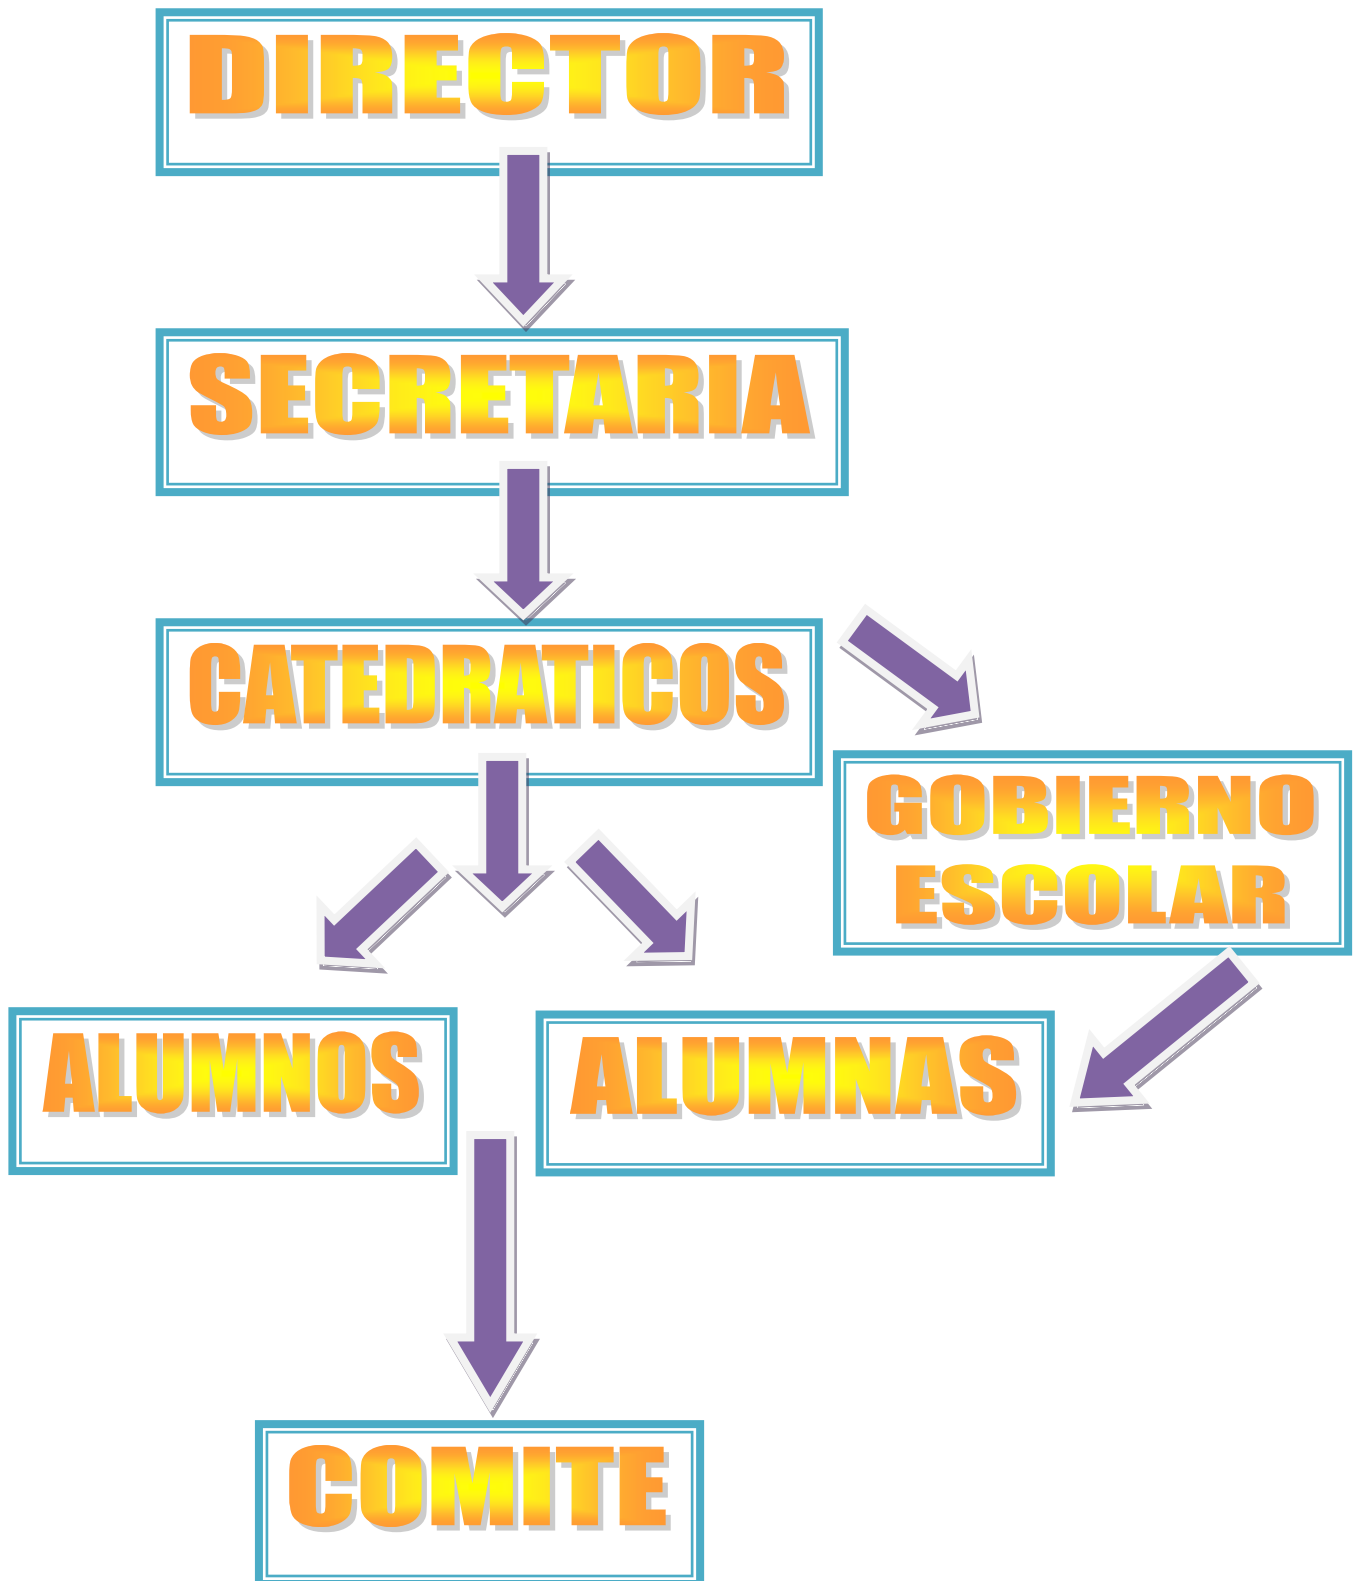 DIRECTOR
SECRETARIA
CATEDRATICOS
GOBIERNO
ESCOLAR
ALUMNOS
ALUMNAS
COMITE